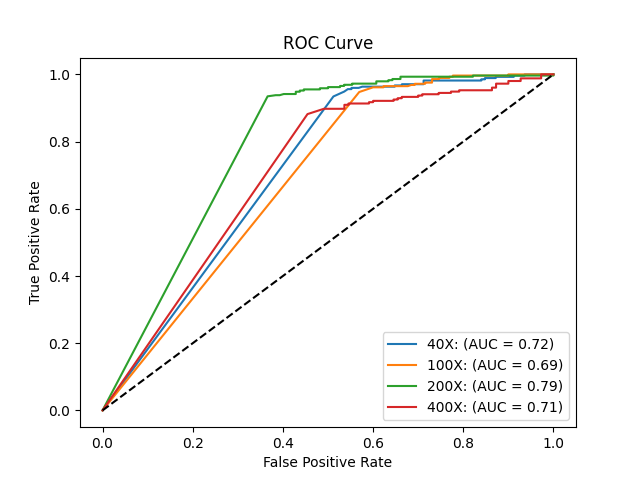 ROC Curve
True Positive Rate
1.0
0.8
0.6
0.4
0.2
0.0
40X: (AUC = 0.72)
100X: (AUC = 0.69)
200X: (AUC = 0.79)
400X: (AUC = 0.71)
0.0 0.2 0.4 0.6 0.8 1.0
False Positive Rate